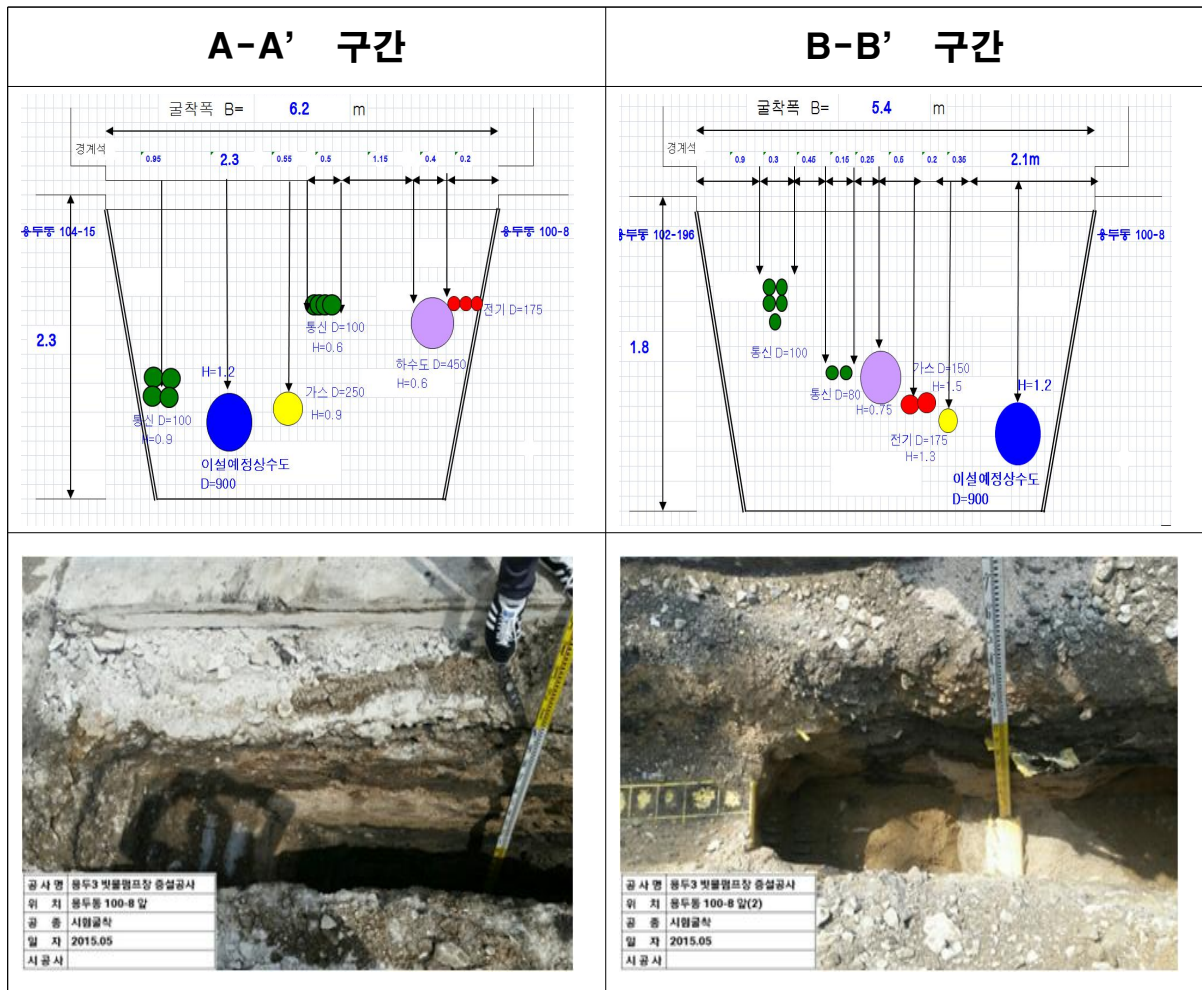 A-A’ 구간
B-B’ 구간
굴착폭 B= 6.2 m
경계석
0.95 2.3 0.55 0.5 1.15 0.4 0.2
용두동 104-15
용두동 100-8
2.3
전기 D=175
통신 D=100
H=0.6
하수도 D=450
H=0.6
H=1.2
가스 D=250
H=0.9
통신 D=100
H=0.9
이설예정상수도
D=900
굴착폭 B= 5.4 m
경계석
0.9 0.3 0.45 0.15 0.25 0.6 0.2 0.35 2.1m
용두동 102-196
용두동 100-8
1.8
통신 D=100
가스 D=150
H=1.5
H=1.2
통신 D=80
H=0.75
전기 D=175
H=1.3
이설예정상수도
D=900
공사명 용두3 빗물펌프장 증설공사
위 치 용두동 100-8 앞
공 종 시험굴착
일 자 2015.05
시공사
공사명 용두3 빗물펌프장 증설공사
위 치 용두동 100-8 앞(2)
공 종 시험굴착
일 자 2015.05
시공사